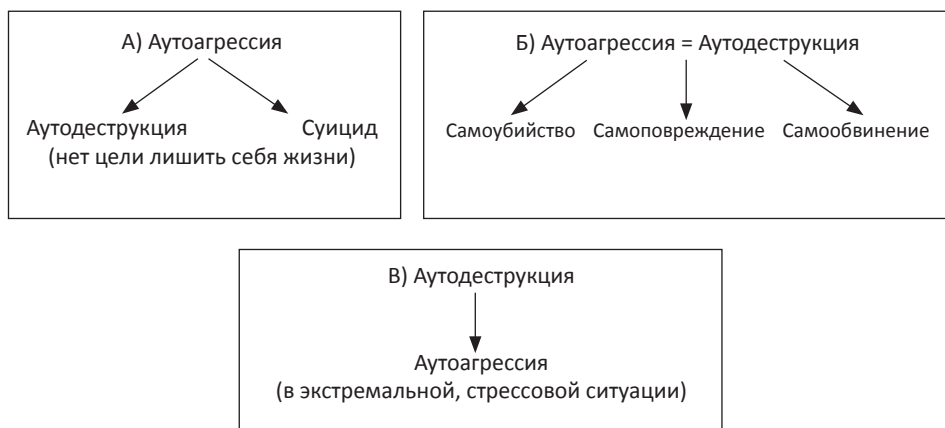 А) Аутоагрессия
Аутодеструкция Суицид
(нет цели лишить себя жизни)
Б) Аутоагрессия = Аутодеструкция
Самоубийство Самоповреждение Самообвинение
В) Аутодеструкция
Аутоагрессия
(в экстремальной, стрессовой ситуации)